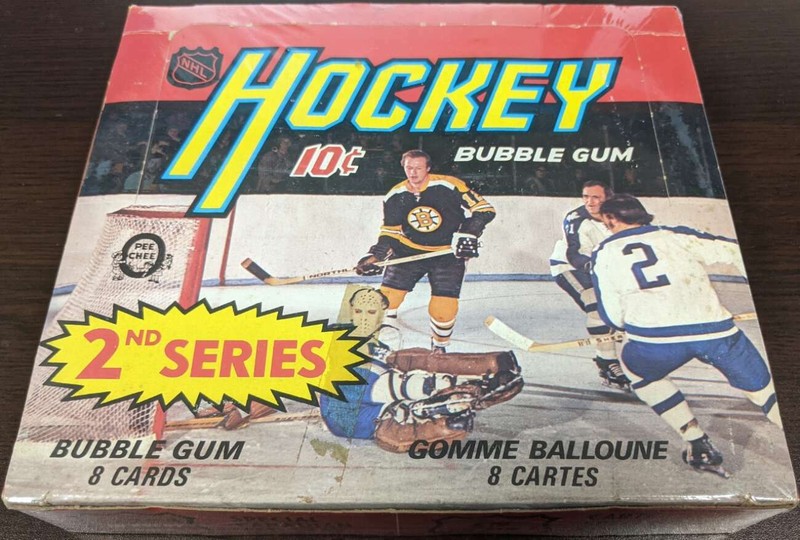 NHL
HOCKEY
10¢
BUBBLE GUM
O
PEE
CHEE
2ND SERIES
BUBBLE GUM
8 CARDS
GOMME BALLOUNE
8 CARTES
2